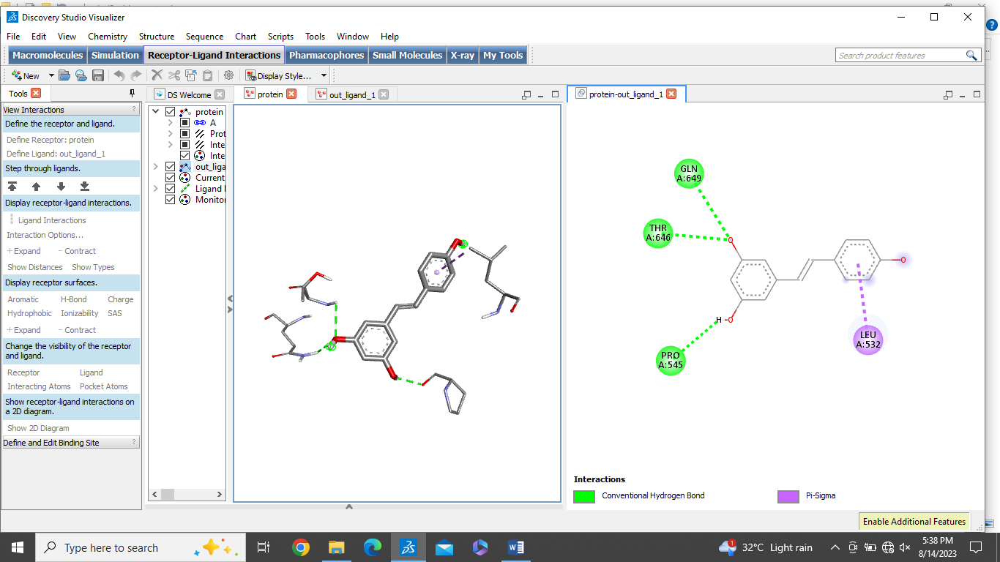 Discovery Studio Visualizer
File Edit View Chemistry Structure Sequence Chart Scripts Tools Window Help
Macromolecules Simulation Receptor-Ligand Interactions Pharmacophores Small Molecules X-ray My Tools
Search product features
New Display Style...
Tools
DS Welcome protein out_ligand_1
View Interactions ?
Define the receptor and ligand.
Define Receptor: protein
Define Ligand: out_ligand_1
Step through ligands.
Display receptor-ligand interactions.
Ligand Interactions
Interaction Options...
+ Expand - Contract
Show Distances Show Types
Display receptor surfaces.
Aromatic H-Bond Charge
Hydrophobic Ionizability SAS
+ Expand - Contract
Change the visibility of the receptor
and ligand.
Receptor Ligand
Interacting Atoms Pocket Atoms
Show receptor-ligand interactions on
a 2D diagram.
Show 2D Diagram
Define and Edit Binding Site ?
protein
A
Prot
Inte
Inte
out_liga
Current
Ligand
Monitor
protein-out_ligand_1
GLN
A:649
THR
A:646
O
O
H -O
PRO
A:545
LEU
A:532
Interactions
Conventional Hydrogen Bond
Pi-Sigma
Enable Additional Features
Type here to search
1
32°C Light rain
5:38 PM
8/14/2023